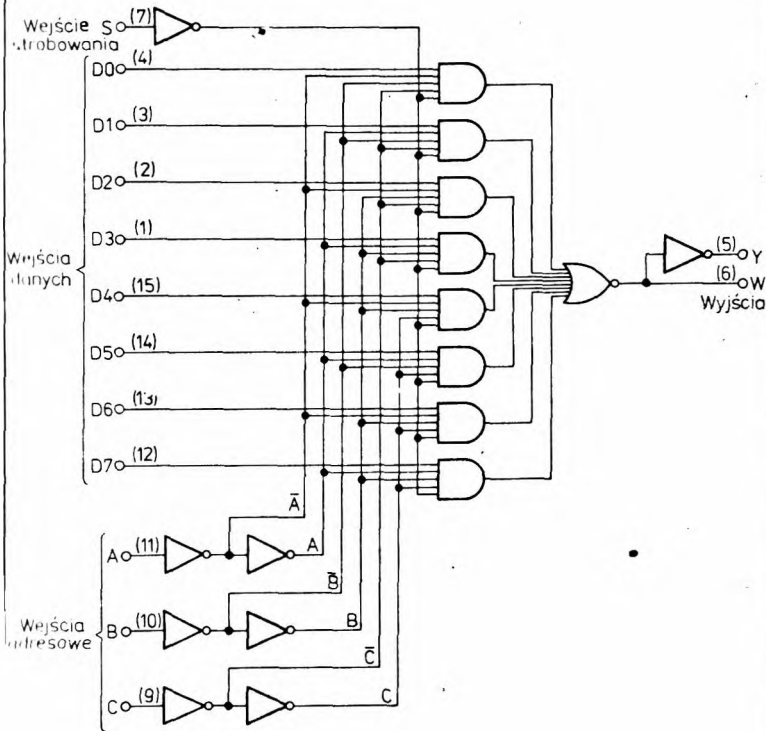 Wejście S (7)
strobowania
D0 (4)
D1 (3)
D2 (2)
D3 (1)
Wejścia
danych
D4 (15)
D5 (14)
D6 (13)
D7 (12)
(5) Y
(6) W
Wyjścia
Ā
A (11) A
B̄
B (10) B
Wejścia
adresowe
C̄
C (9) C